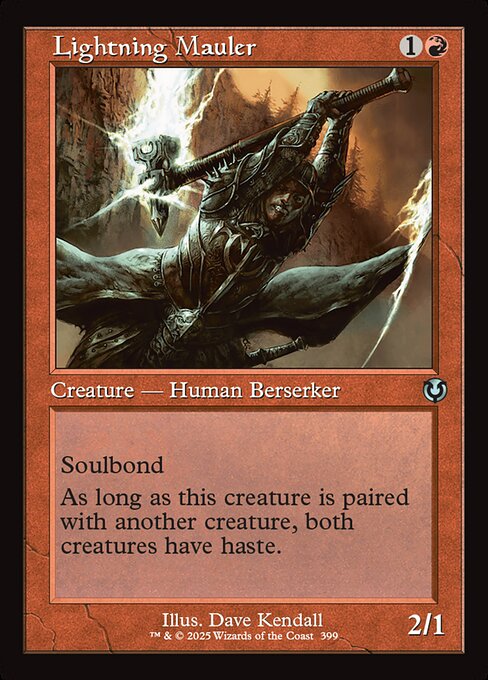 Lightning Mauler 1
Creature — Human Berserker
Soulbond
As long as this creature is paired
with another creature, both
creatures have haste.
Illus. Dave Kendall
™ & © 2025 Wizards of the Coast 399
2/1